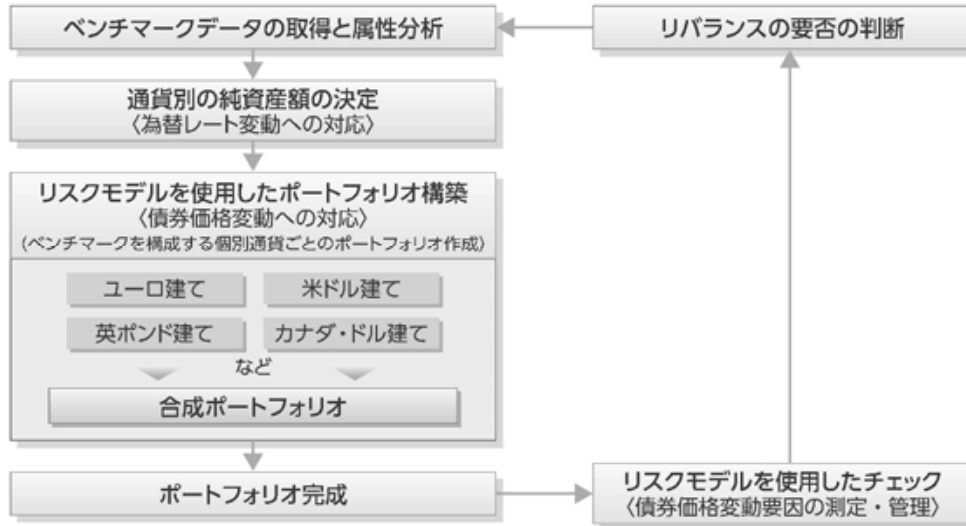 ベンチマークデータの取得と属性分析
リバランスの要否の判断
通貨別の純資産額の決定
〈為替レート変動への対応〉
リスクモデルを使用したポートフォリオ構築
〈債券価格変動への対応〉
(ベンチマークを構成する個別通貨ごとのポートフォリオ作成)
ユーロ建て
米ドル建て
英ポンド建て
カナダ・ドル建て
など
合成ポートフォリオ
ポートフォリオ完成
リスクモデルを使用したチェック
〈債券価格変動要因の測定・管理〉